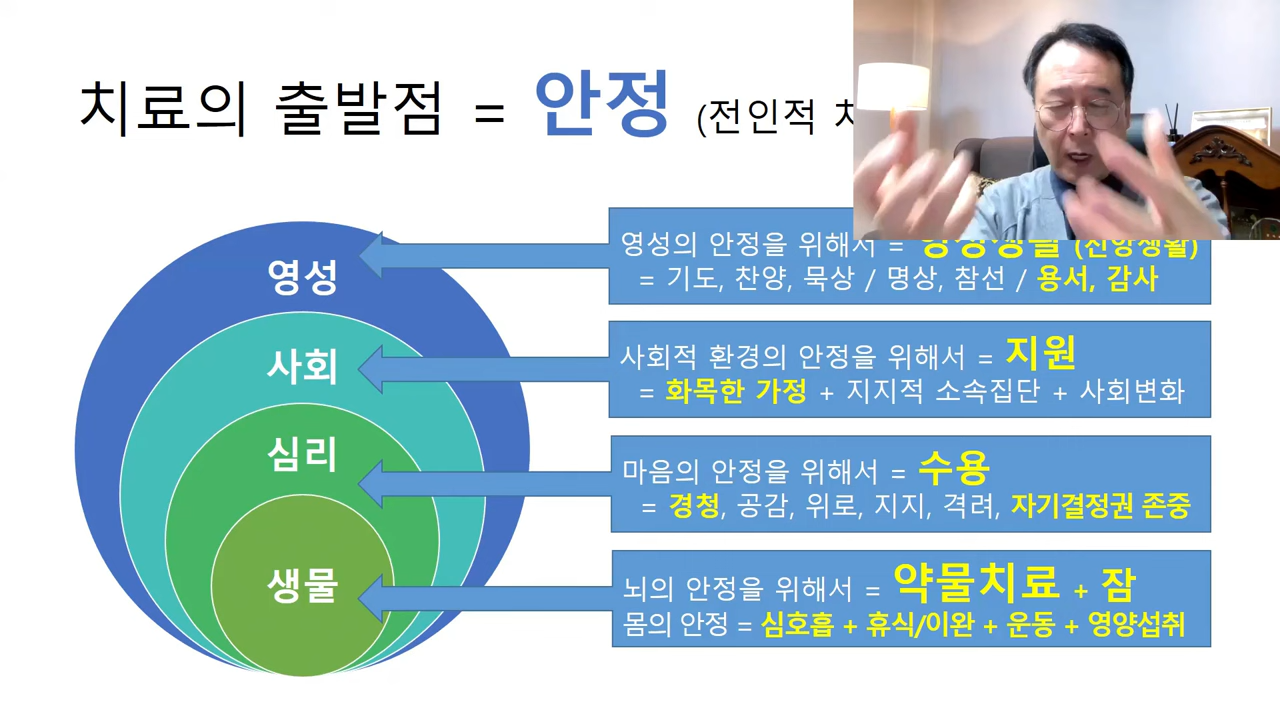 치료의 출발점 = 안정 (전인적
영성
사회
심리
생물
영성의 안정을 위해서 = (신앙생활)
= 기도, 찬양, 묵상 / 명상, 참선 / 용서, 감사
사회적 환경의 안정을 위해서 = 지원
= 화목한 가정 + 지지적 소속집단 + 사회변화
마음의 안정을 위해서 = 수용
= 경청, 공감, 위로, 지지, 격려, 자기결정권 존중
뇌의 안정을 위해서 = 약물치료 + 잠
몸의 안정 = 심호흡 + 휴식/이완 + 운동 + 영양섭취